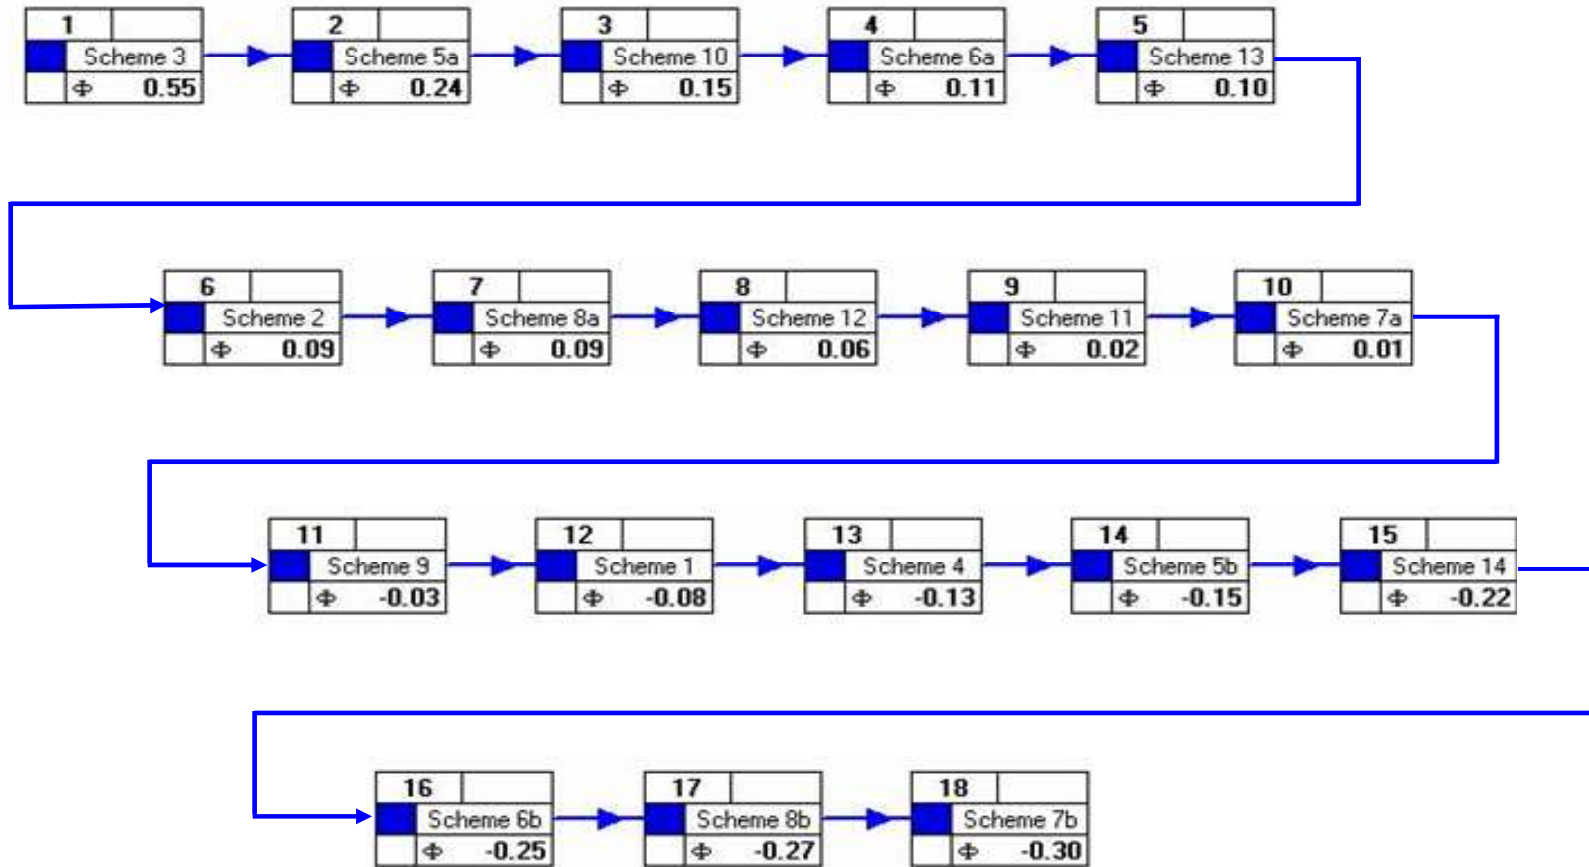 1
Scheme 3
Φ 0.55
2
Scheme 5a
Φ 0.24
3
Scheme 10
Φ 0.15
4
Scheme 6a
Φ 0.11
5
Scheme 13
Φ 0.10
6
Scheme 2
Φ 0.09
7
Scheme 8a
Φ 0.09
8
Scheme 12
Φ 0.06
9
Scheme 11
Φ 0.02
10
Scheme 7a
Φ 0.01
11
Scheme 9
Φ -0.03
12
Scheme 1
Φ -0.08
13
Scheme 4
Φ -0.13
14
Scheme 5b
Φ -0.15
15
Scheme 14
Φ -0.22
16
Scheme 6b
Φ -0.25
17
Scheme 8b
Φ -0.27
18
Scheme 7b
Φ -0.30